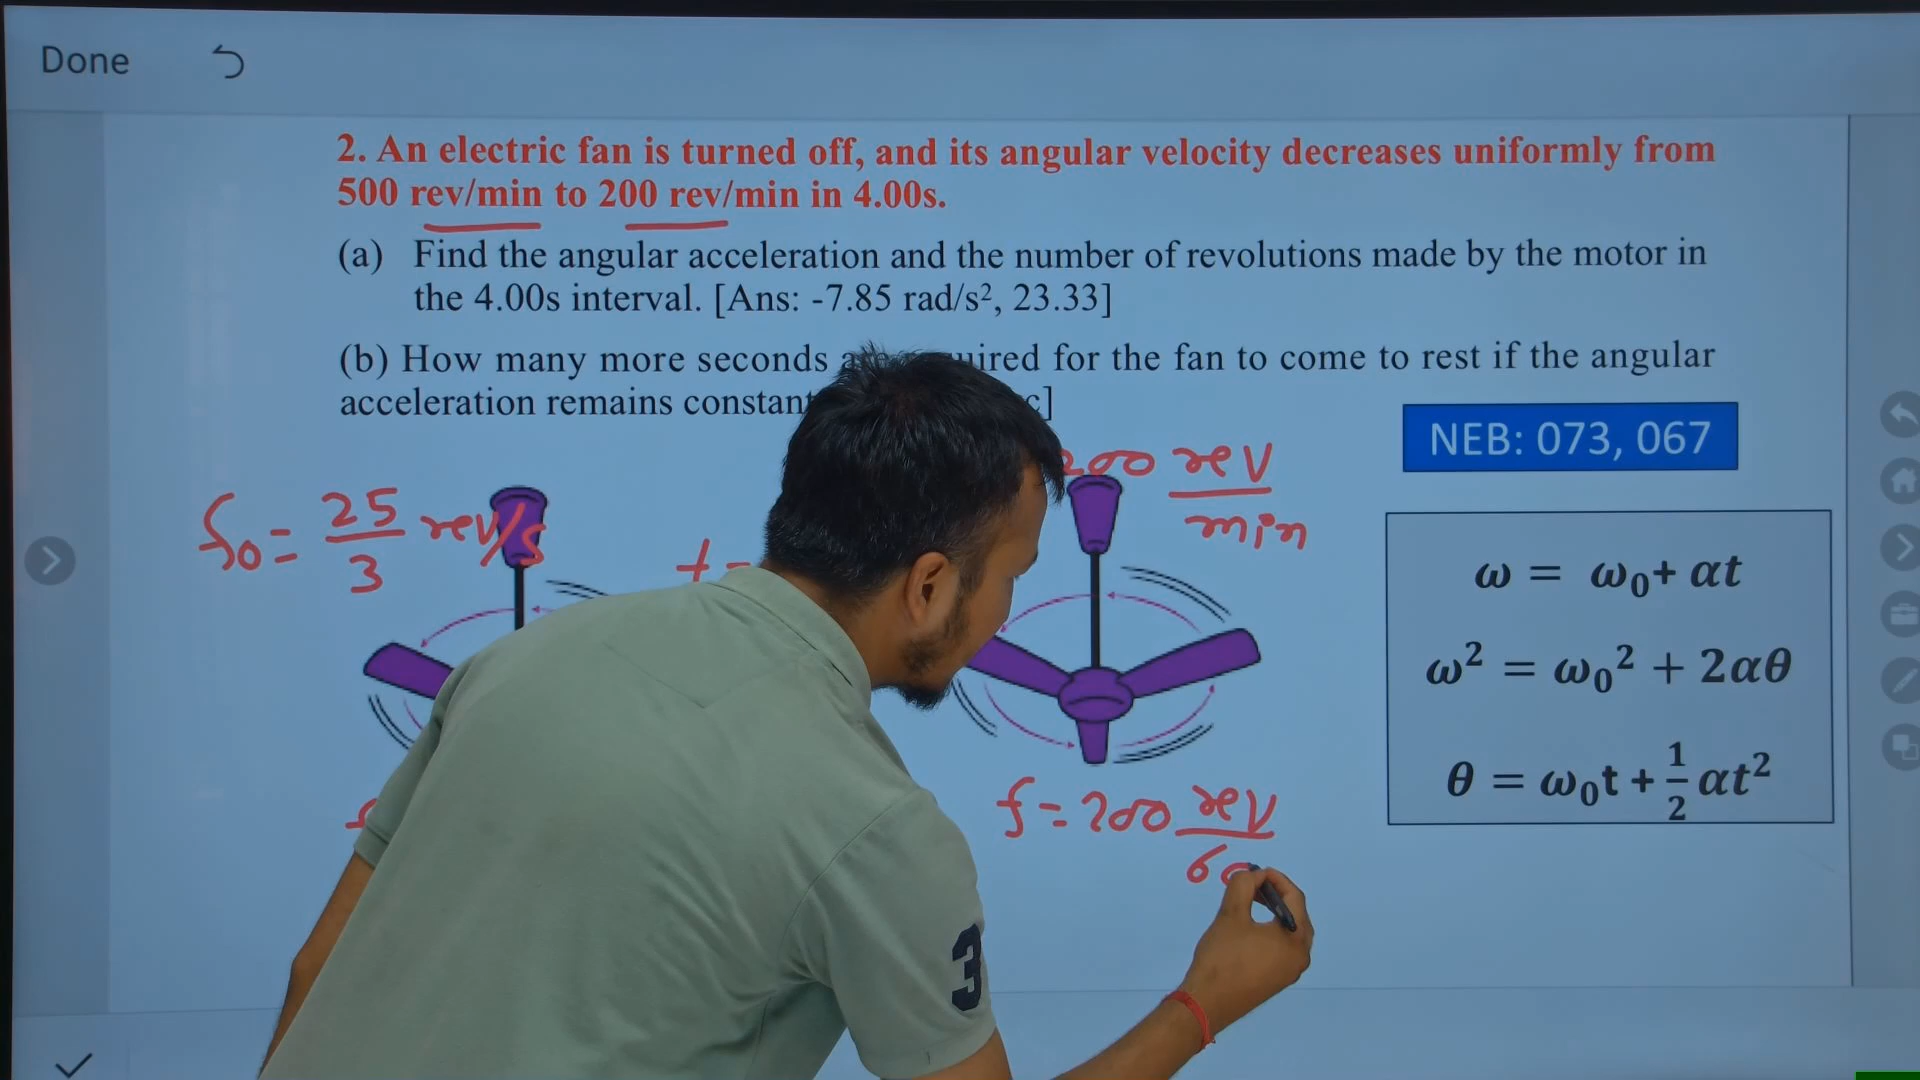 Done
2. An electric fan is turned off, and its angular velocity decreases uniformly from
500 rev/min to 200 rev/min in 4.00s.
(a) Find the angular acceleration and the number of revolutions made by the motor in
the 4.00s interval. [Ans: -7.85 rad/s², 23.33]
(b) How many more seconds for the fan to come to rest if the angular
acceleration remains
NEB: 073, 067
200 rev/min
f₀ = 25/3 rev/s
t =
ω = ω₀+ αt
ω² = ω₀² + 2αθ
θ = ω₀t + ½ αt²
f = 200 rev/60
3